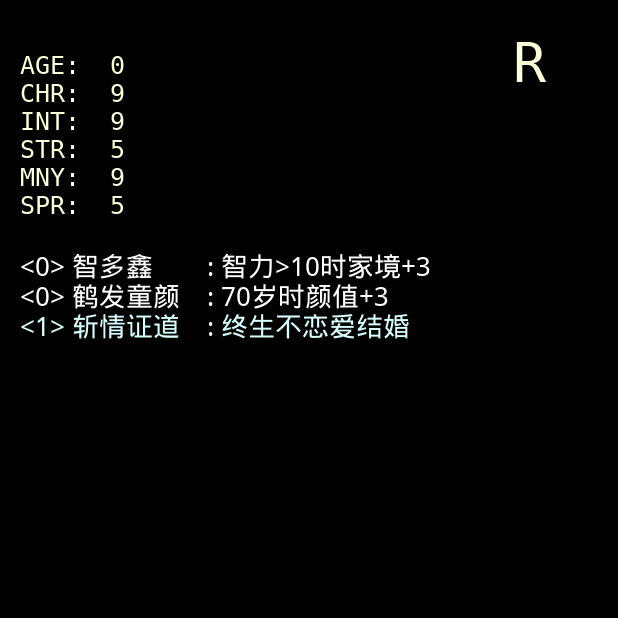 R
AGE: 0
CHR: 9
INT: 9
STR: 5
MNY: 9
SPR: 5
<0> 智多鑫 : 智力>10时家境+3
<0> 鹤发童颜 : 70岁时颜值+3
<1> 斩情证道 : 终生不恋爱结婚